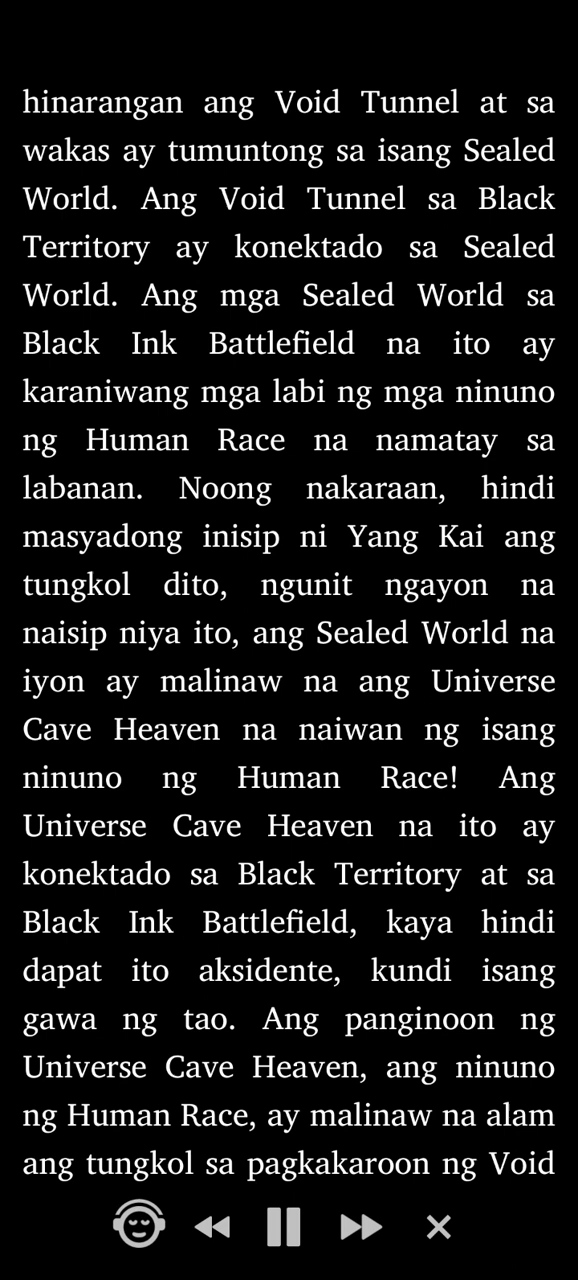 hinarangan ang Void Tunnel at sa
wakas ay tumuntong sa isang Sealed
World. Ang Void Tunnel sa Black
Territory ay konektado sa Sealed
World. Ang mga Sealed World sa
Black Ink Battlefield na ito ay
karaniwang mga labi ng mga ninuno
ng Human Race na namatay sa
labanan. Noong nakaraan, hindi
masyadong inisip ni Yang Kai ang
tungkol dito, ngunit ngayon na
naisip niya ito, ang Sealed World na
iyon ay malinaw na ang Universe
Cave Heaven na naiwan ng isang
ninuno ng Human Race! Ang
Universe Cave Heaven na ito ay
konektado sa Black Territory at sa
Black Ink Battlefield, kaya hindi
dapat ito aksidente, kundi isang
gawa ng tao. Ang panginoon ng
Universe Cave Heaven, ang ninuno
ng Human Race, ay malinaw na alam
ang tungkol sa pagkakaroon ng Void